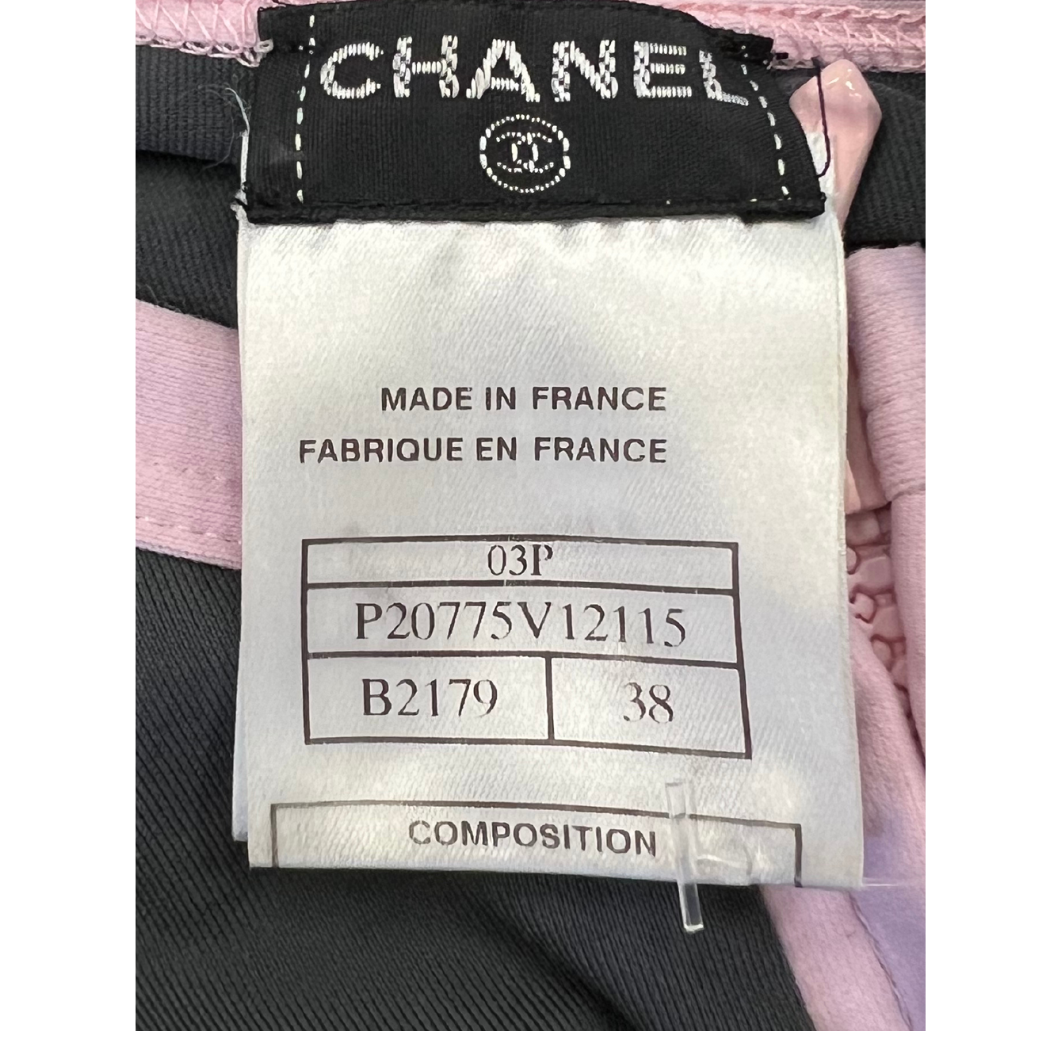 CHANEL
MADE IN FRANCE
FABRIQUE EN FRANCE
03P
P20775V12115
B2179 38
COMPOSITION